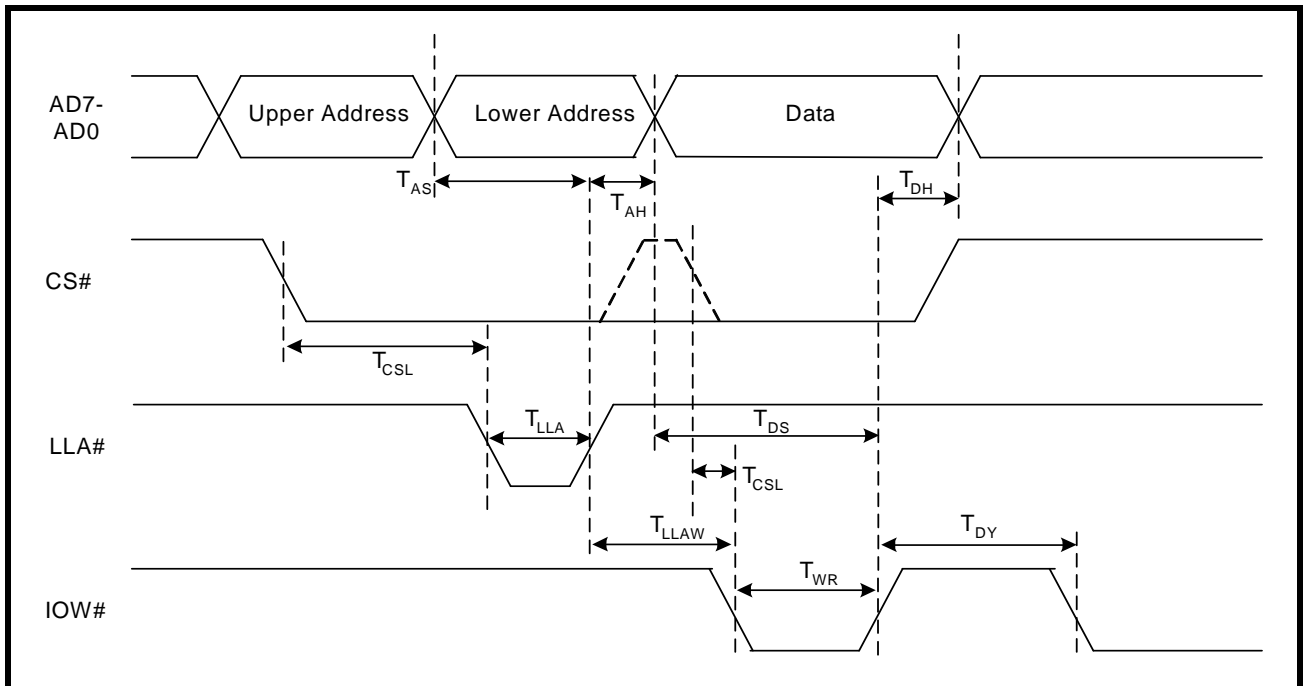 AD7-
AD0
Upper Address
Lower Address
Data
TAS
TAH
TDH
CS#
TCSL
LLA#
TLLA
TDS
TCSL
TLLAW
TDY
TWR
IOW#